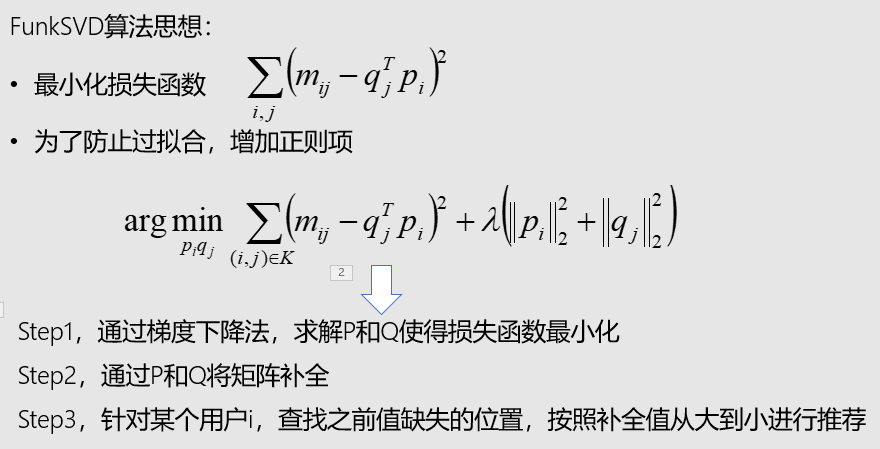 FunkSVD算法思想：
• 最小化损失函数 \sum_{i,j}\left(m_{ij}-q_j^T p_i\right)^2
• 为了防止过拟合，增加正则项
\arg\min_{p_i q_j} \sum_{(i,j)\in K}\left(m_{ij}-q_j^T p_i\right)^2+\lambda\left(\left\|p_i\right\|_2^2+\left\|q_j\right\|_2^2\right)
2
Step1，通过梯度下降法，求解P和Q使得损失函数最小化
Step2，通过P和Q将矩阵补全
Step3，针对某个用户i，查找之前值缺失的位置，按照补全值从大到小进行推荐